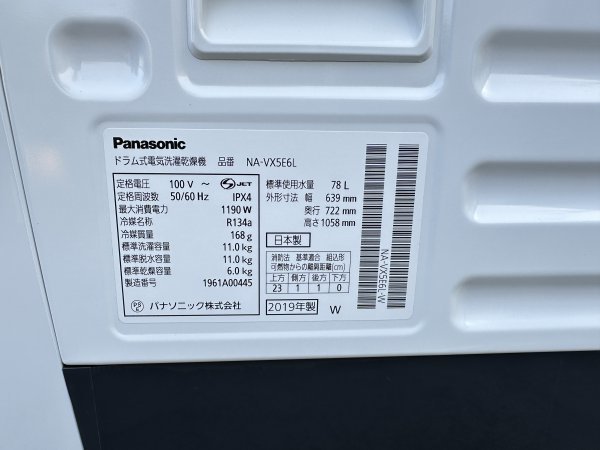 Panasonic
ドラム式電気洗濯乾燥機 品番 NA-VX5E6L
定格電圧 100 V ～ JET
定格周波数 50/60 Hz IPX4
最大消費電力 1190 W
冷媒名称 R134a
冷媒質量 168 g
標準洗濯容量 11.0 kg
標準脱水容量 11.0 kg
標準乾燥容量 6.0 kg
製造番号 1961A00445
PSE パナソニック株式会社
標準使用水量 78 L
外形寸法 幅 639 mm
奥行 722 mm
高さ 1058 mm
日本製
消防法 基準適合 組込形
可燃物からの離隔距離(cm)
上方 側方 後方 下方
23 1 1 0
2019年製 W
NA-VX5E6L-W